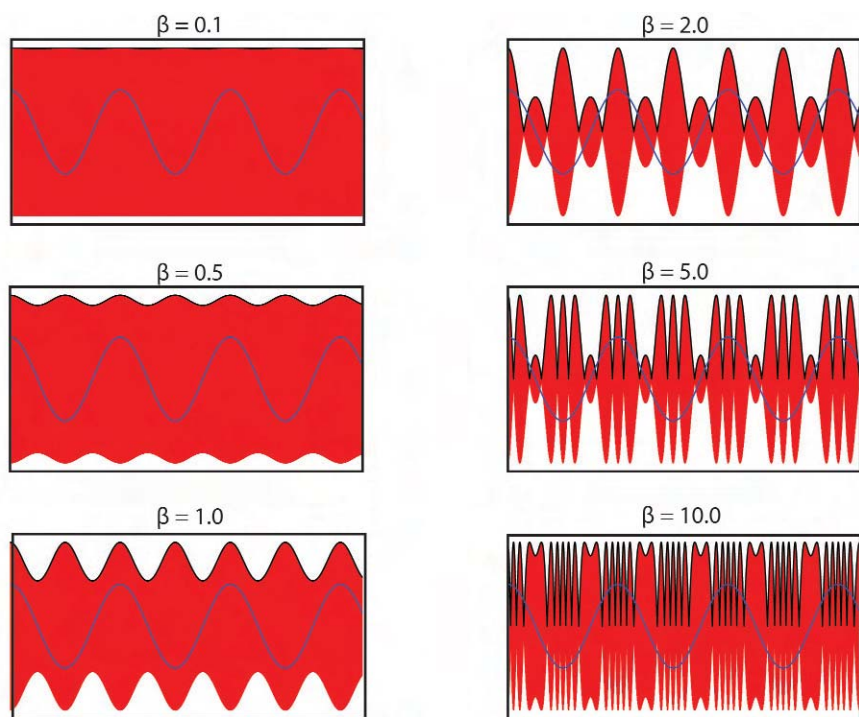 β = 0.1
β = 2.0
β = 0.5
β = 5.0
β = 1.0
β = 10.0